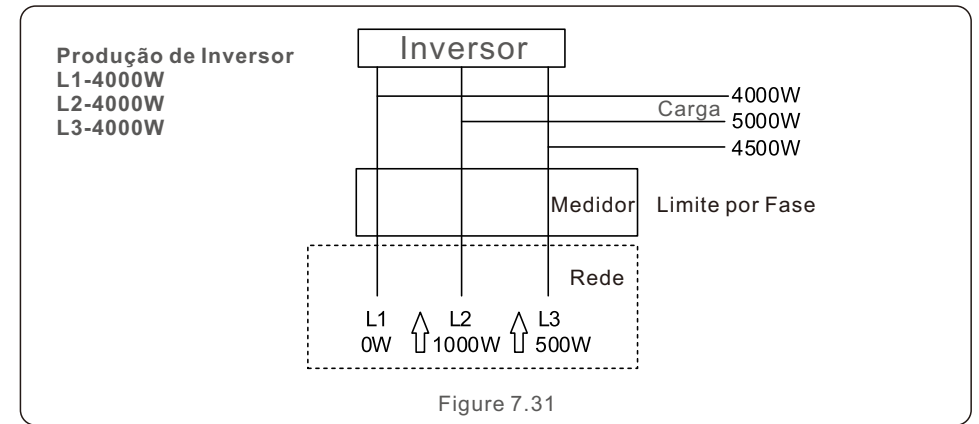 Produção de Inversor
L1-4000W
L2-4000W
L3-4000W
Inversor
Carga
4000W
5000W
4500W
Medidor
Limite por Fase
Rede
L1 L2 L3
0W 1000W 500W
Figure 7.31